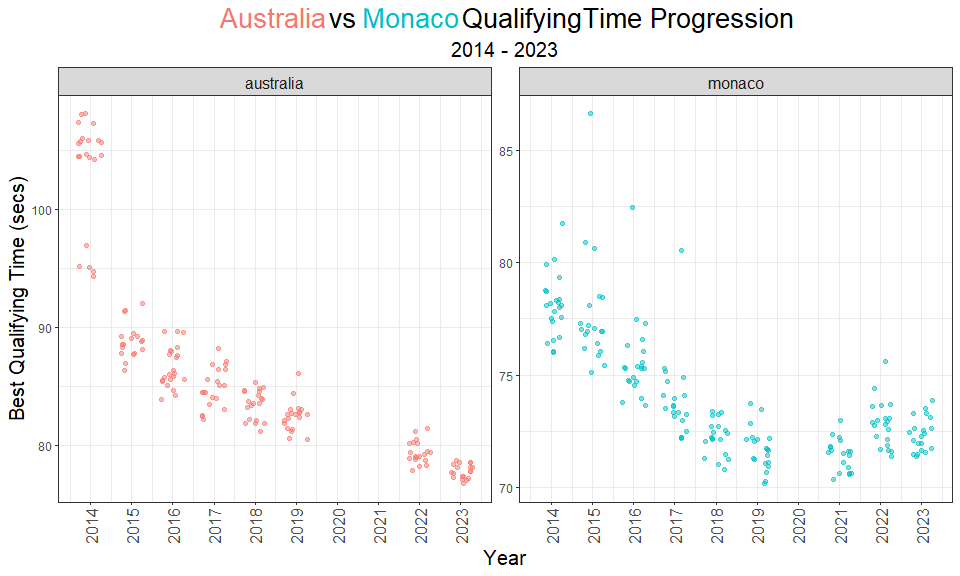 Australia vs Monaco QualifyingTime Progression
2014 - 2023
australia
monaco
Best Qualifying Time (secs)
100
90
80
85
80
75
70
2014 2015 2016 2017 2018 2019 2020 2021 2022 2023
2014 2015 2016 2017 2018 2019 2020 2021 2022 2023
Year